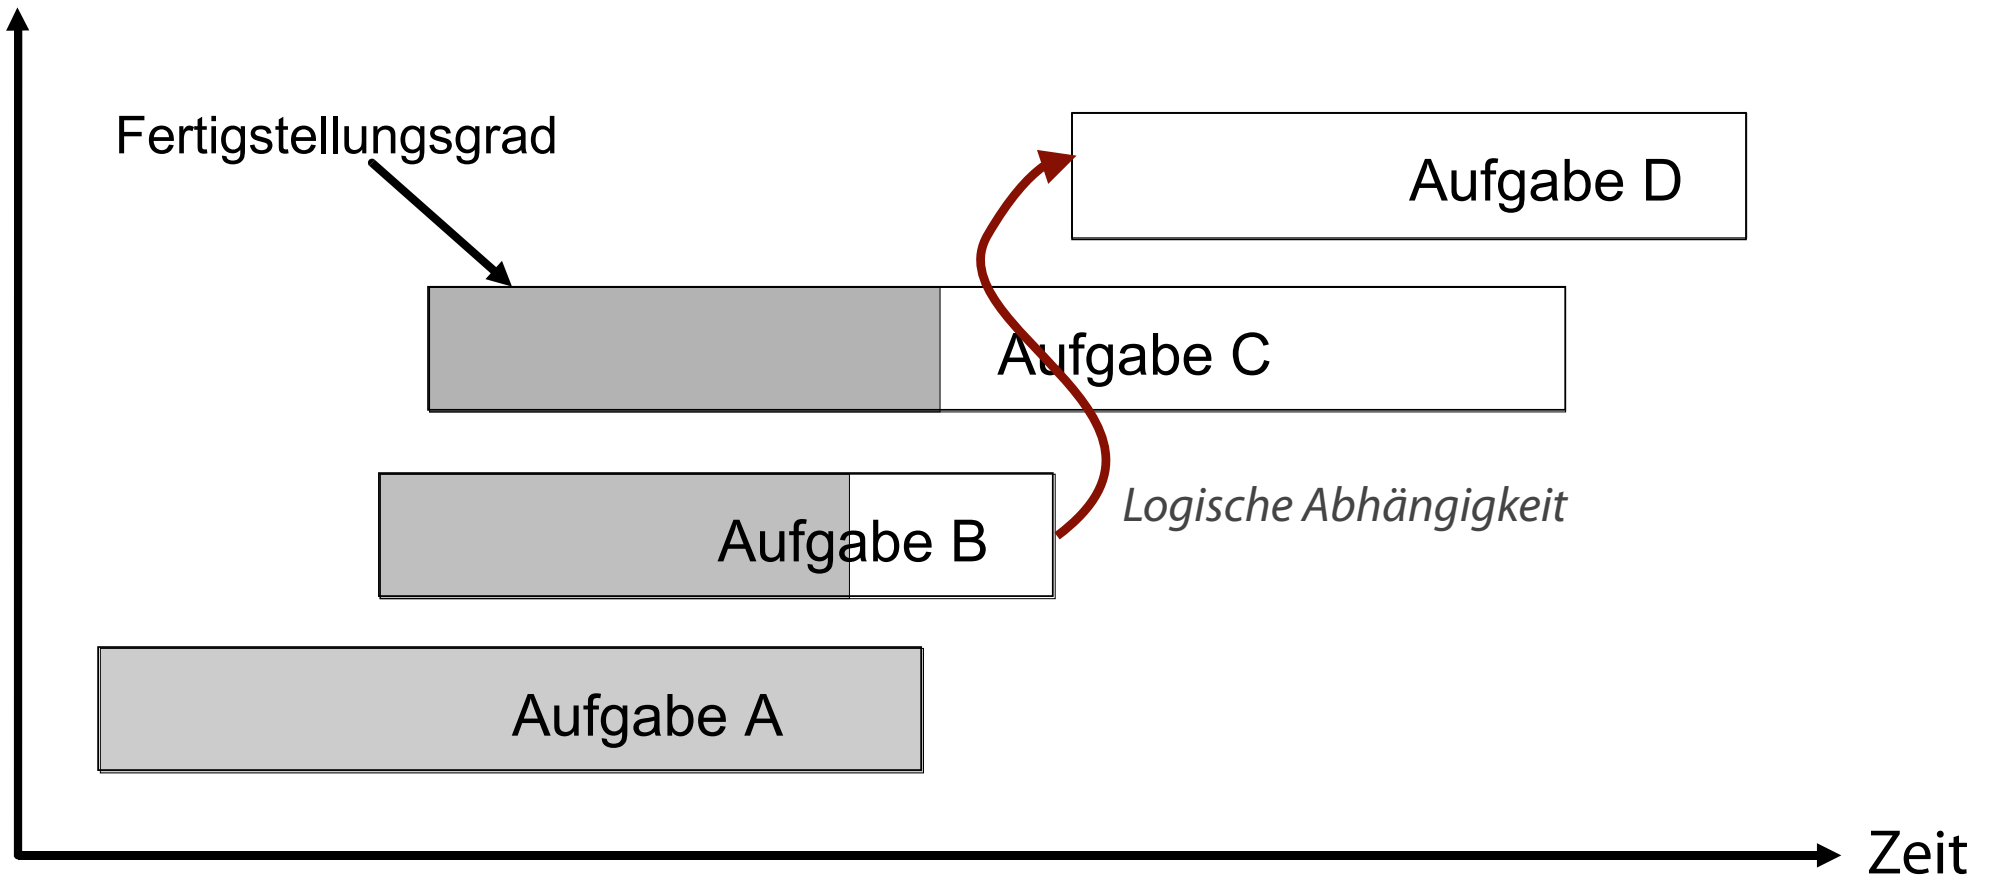 Fertigstellungsgrad
Aufgabe D
Aufgabe C
Logische Abhängigkeit
Aufgabe B
Aufgabe A
Zeit